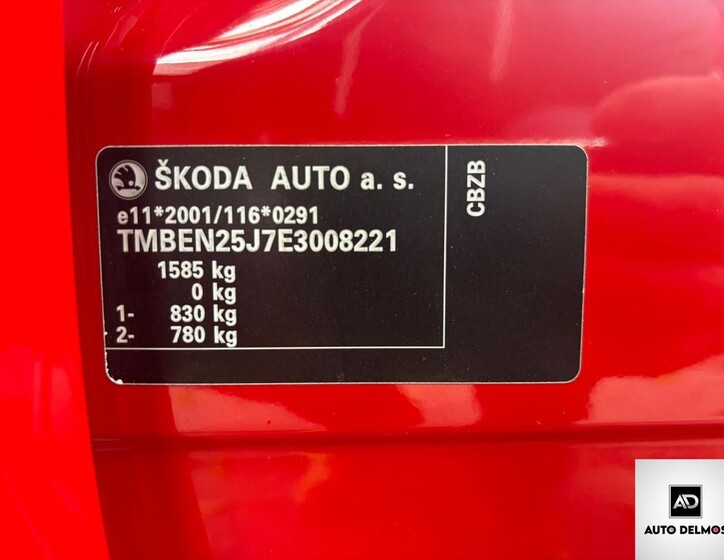 ŠKODA AUTO a. s.
e11*2001/116*0291
TMBEN25J7E3008221
1585 kg
0 kg
1- 830 kg
2- 780 kg
CBZB
AD
AUTO DELMOS